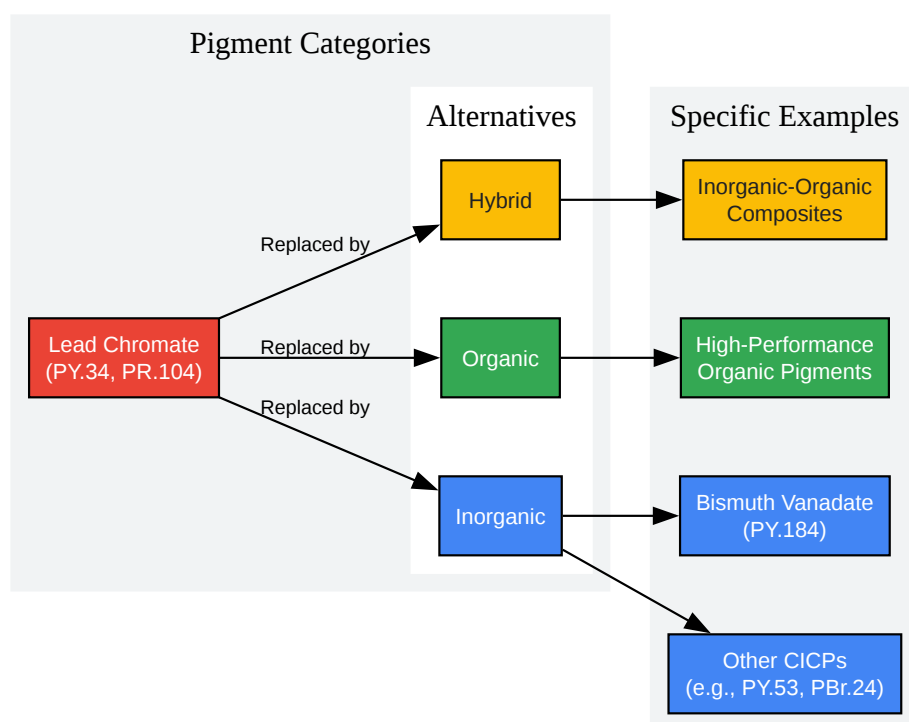 Pigment Categories
Alternatives
Specific Examples
Hybrid
Inorganic-Organic
Composites
Replaced by
Lead Chromate
(PY.34, PR.104)
Replaced by
Organic
High-Performance
Organic Pigments
Replaced by
Inorganic
Bismuth Vanadate
(PY.184)
Other CICPs
(e.g., PY.53, PBr.24)